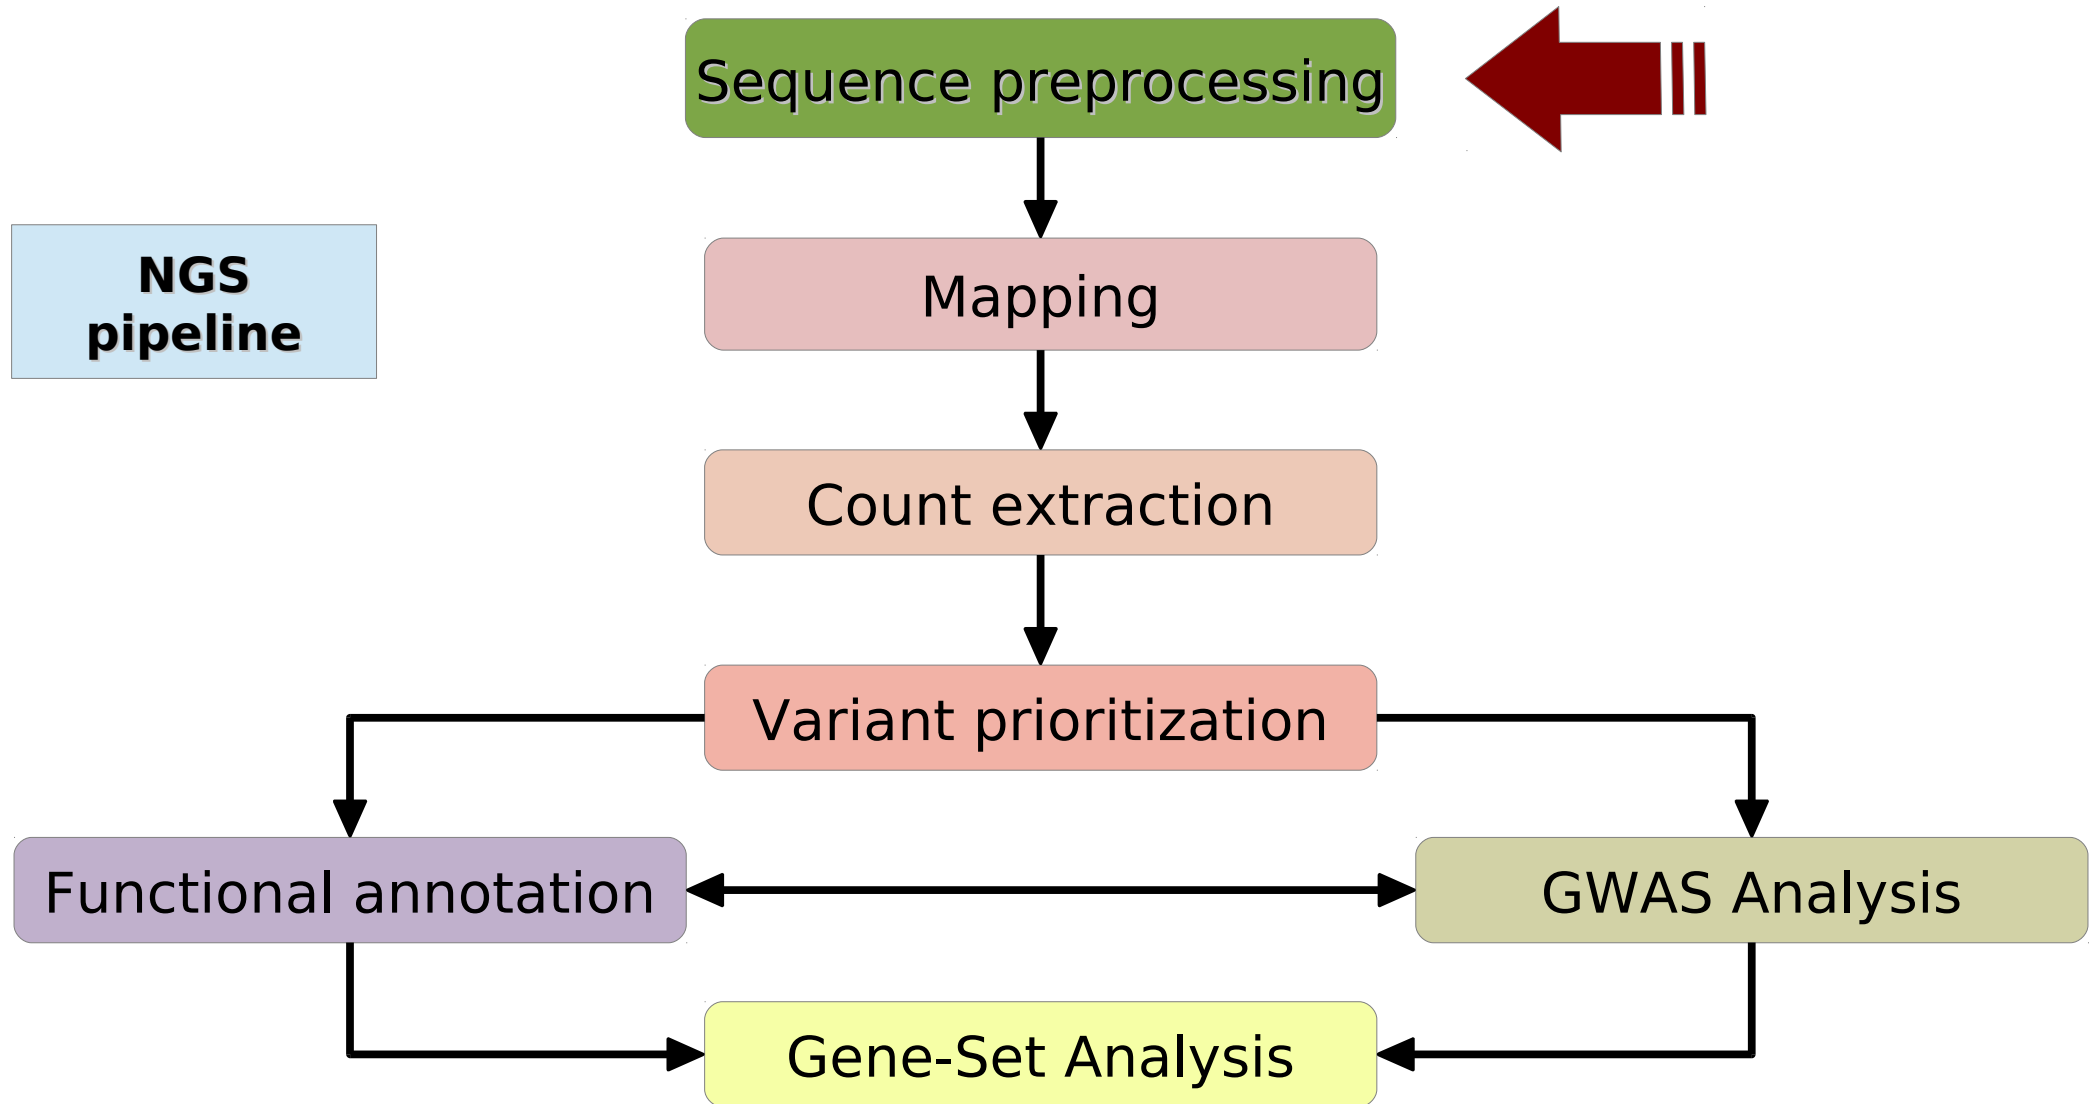 Sequence preprocessing
NGS
pipeline
Mapping
Count extraction
Variant prioritization
Functional annotation
GWAS Analysis
Gene-Set Analysis